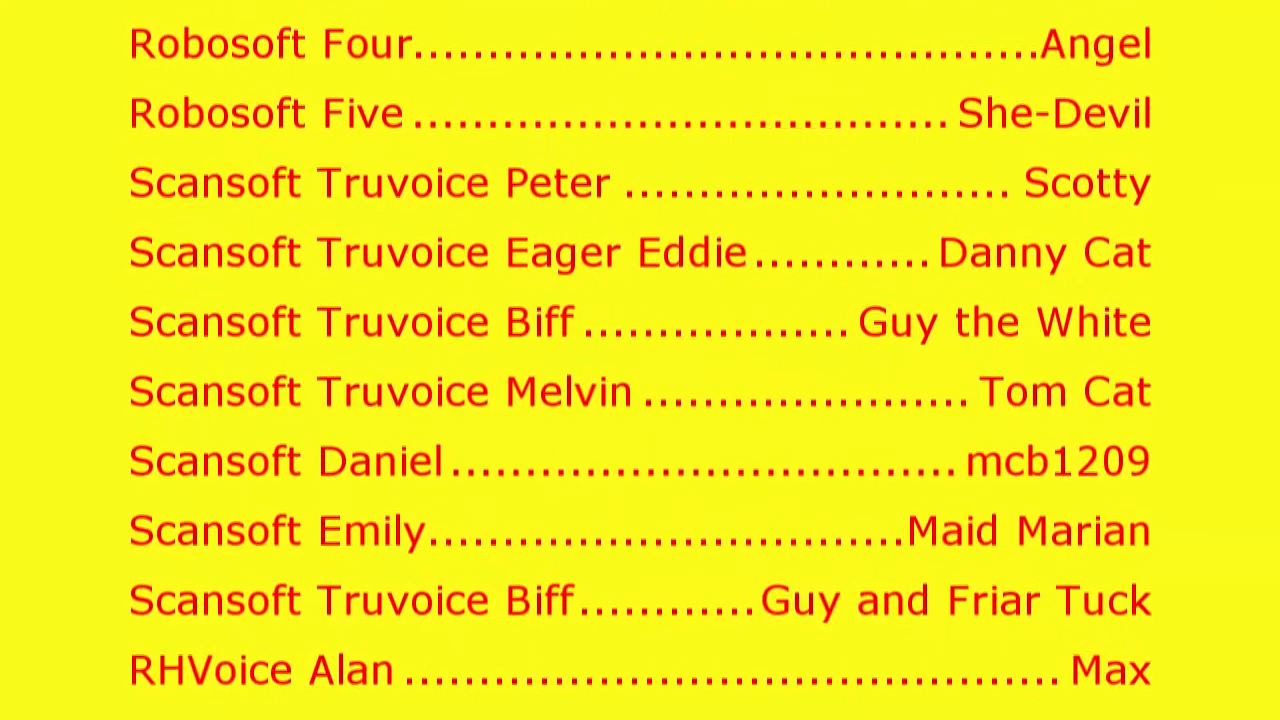 Robosoft Four..........................................Angel
Robosoft Five.................................... She-Devil
Scansoft Truvoice Peter .......................... Scotty
Scansoft Truvoice Eager Eddie............ Danny Cat
Scansoft Truvoice Biff .................. Guy the White
Scansoft Truvoice Melvin ...................... Tom Cat
Scansoft Daniel.................................. mcb1209
Scansoft Emily................................Maid Marian
Scansoft Truvoice Biff............Guy and Friar Tuck
RHVoice Alan ............................................ Max